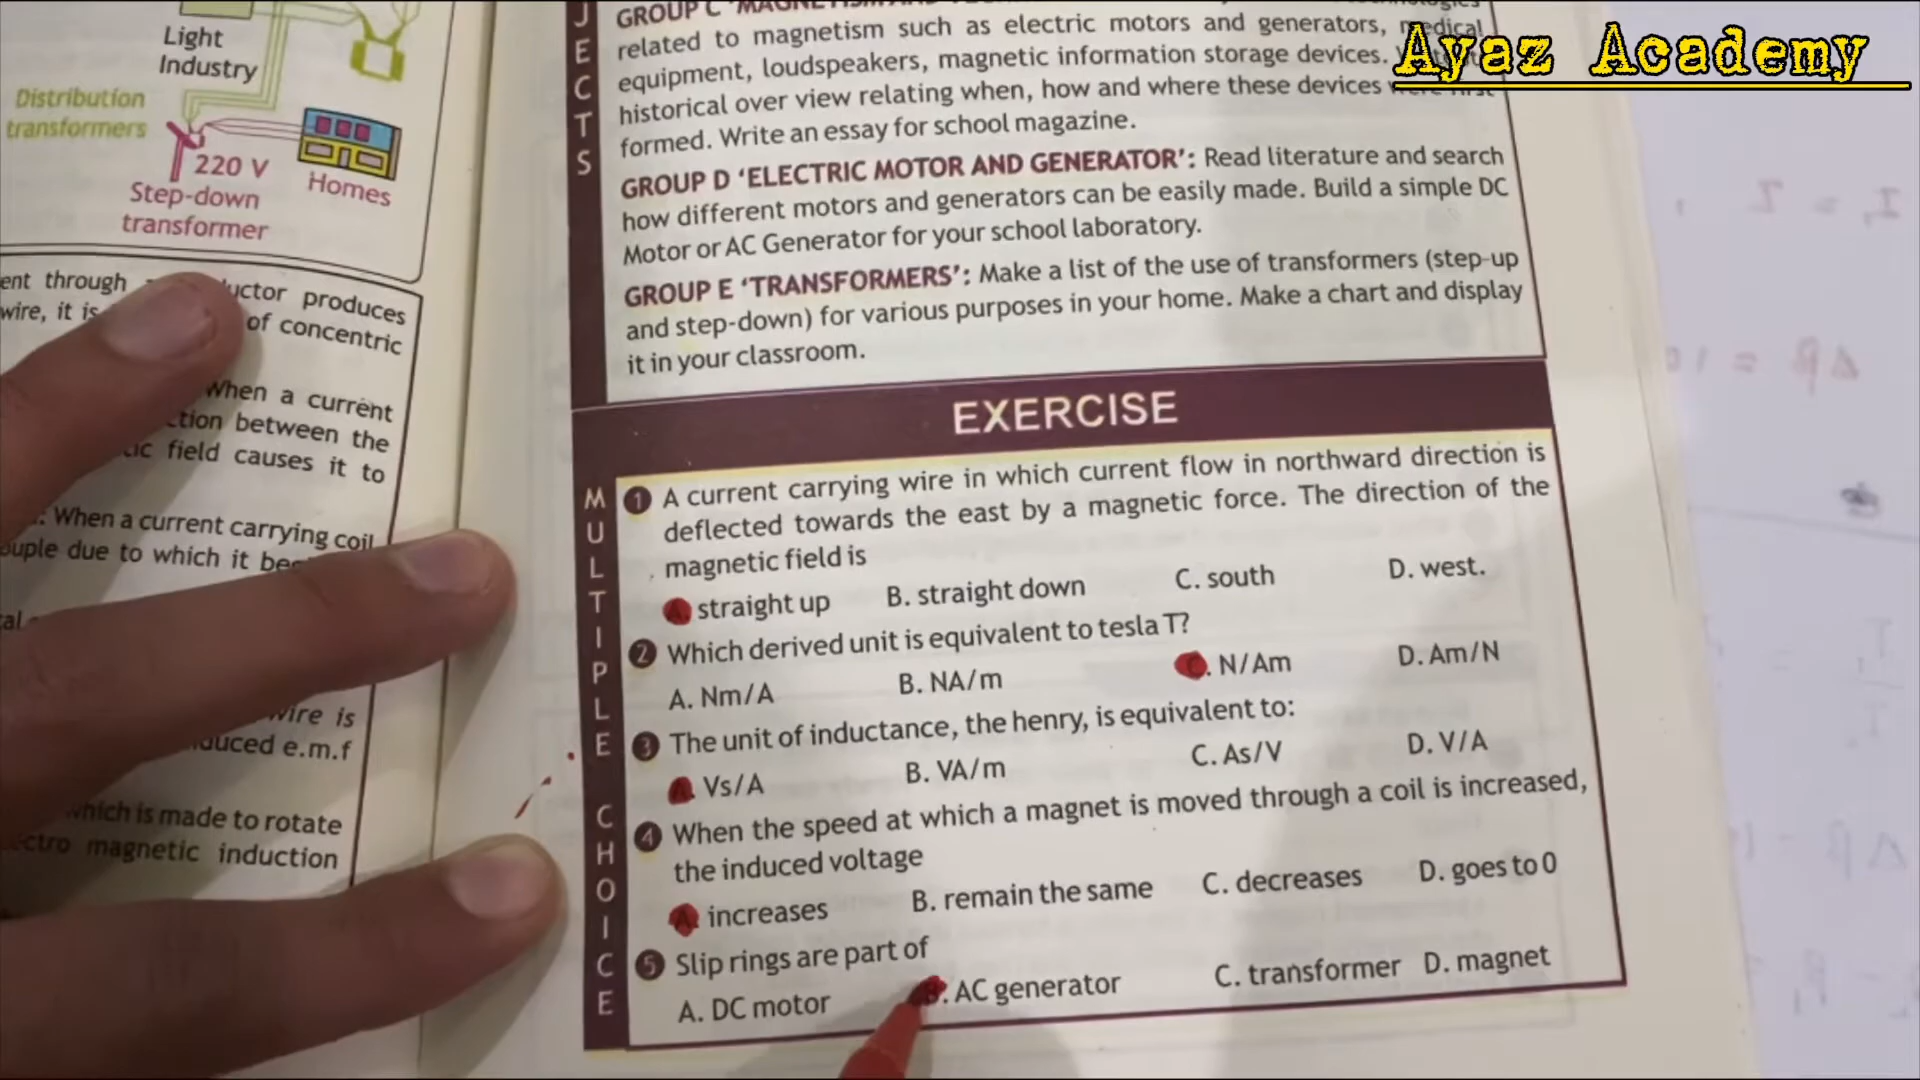 Light
Industry
Distribution
transformers
220 V
Step-down
transformer
Homes
ent through uctor produces
wire, it is of concentric
When a current
ction between the
ic field causes it to
When a current carrying coil
ouple due to which it
wire is
duced e.m.f
which is made to rotate
ectro magnetic induction
J
E
C
T
S
GROUP C
related to magnetism such as electric motors and generators, medical
equipment, loudspeakers, magnetic information storage devices.
historical over view relating when, how and where these devices
formed. Write an essay for school magazine.
GROUP D ‘ELECTRIC MOTOR AND GENERATOR’: Read literature and search
how different motors and generators can be easily made. Build a simple DC
Motor or AC Generator for your school laboratory.
GROUP E ‘TRANSFORMERS’: Make a list of the use of transformers (step-up
and step-down) for various purposes in your home. Make a chart and display
it in your classroom.
EXERCISE
MULTIPLE CHOICE
1 A current carrying wire in which current flow in northward direction is
deflected towards the east by a magnetic force. The direction of the
magnetic field is
A. straight up B. straight down C. south D. west.
2 Which derived unit is equivalent to tesla T?
A. Nm/A B. NA/m C. N/Am D. Am/N
3 The unit of inductance, the henry, is equivalent to:
A. Vs/A B. VA/m C. As/V D. V/A
4 When the speed at which a magnet is moved through a coil is increased,
the induced voltage
A. increases B. remain the same C. decreases D. goes to 0
5 Slip rings are part of
A. DC motor B. AC generator C. transformer D. magnet
Ayaz Academy